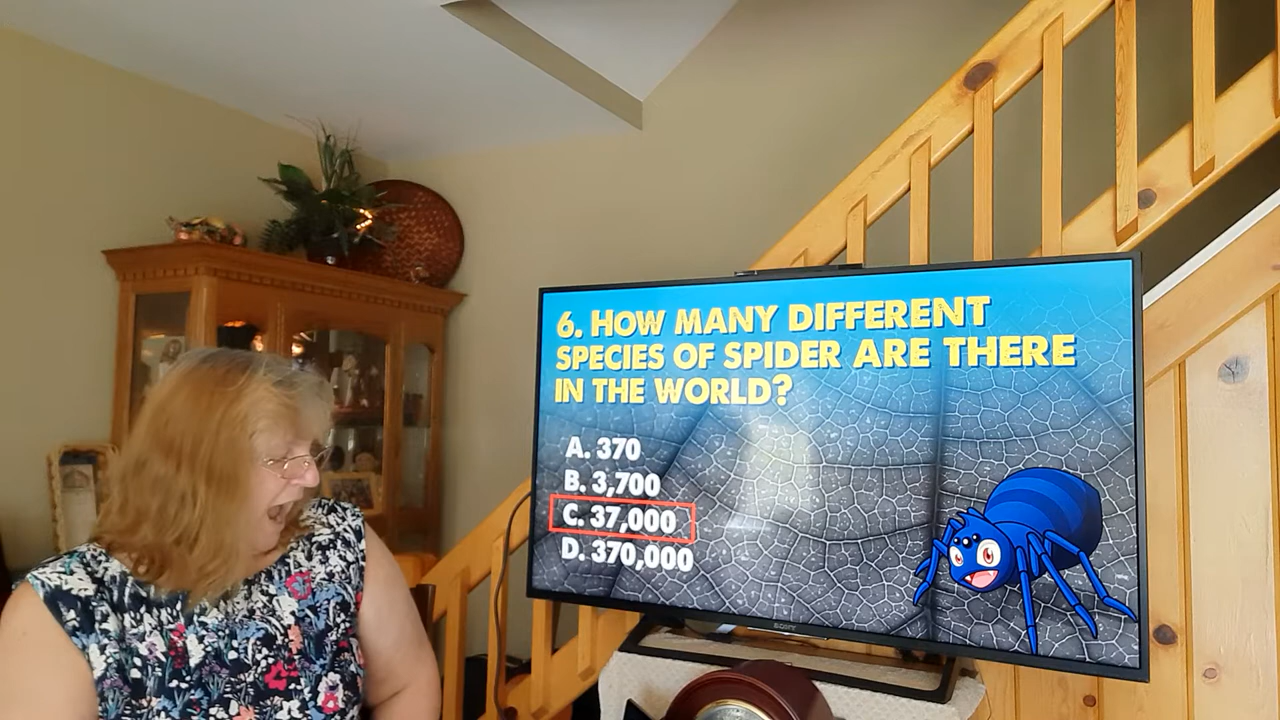 6. HOW MANY DIFFERENT
SPECIES OF SPIDER ARE THERE
IN THE WORLD?
A. 370
B. 3,700
C. 37,000
D. 370,000
SONY